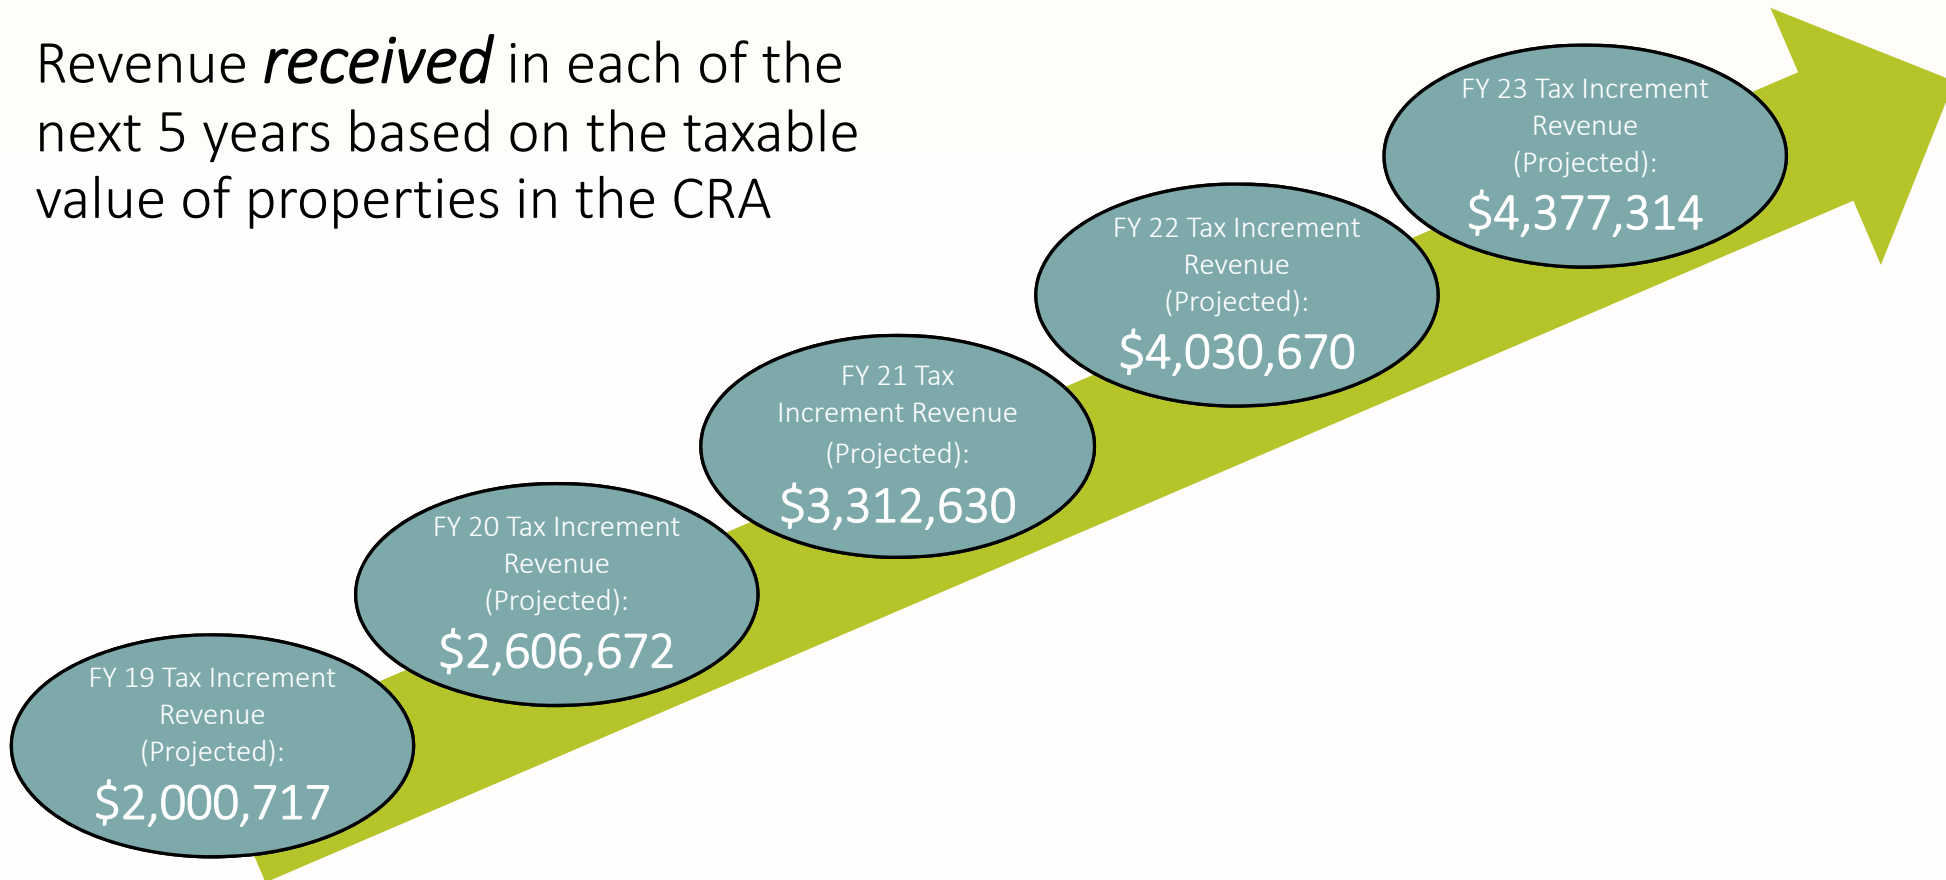 Revenue received in each of the
next 5 years based on the taxable
value of properties in the CRA
FY 19 Tax Increment
Revenue
(Projected):
$2,000,717
FY 20 Tax Increment
Revenue
(Projected):
$2,606,672
FY 21 Tax
Increment Revenue
(Projected):
$3,312,630
FY 22 Tax Increment
Revenue
(Projected):
$4,030,670
FY 23 Tax Increment
Revenue
(Projected):
$4,377,314